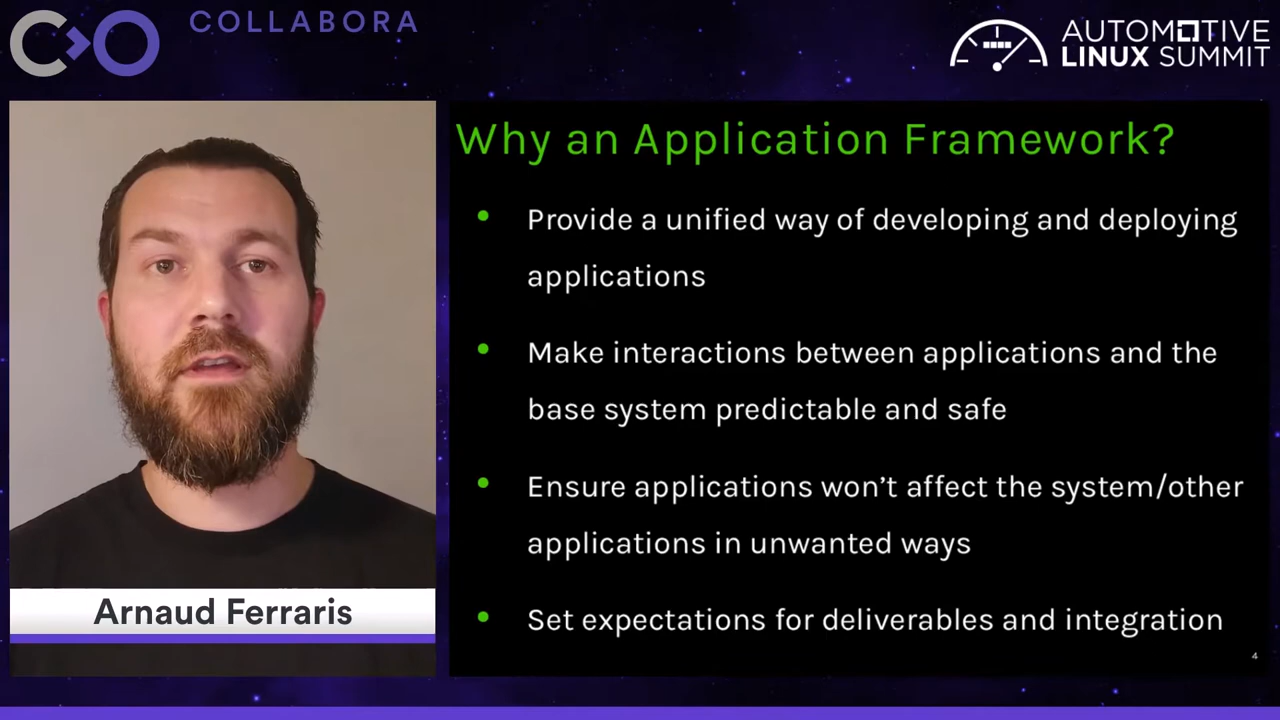 COLLABORA
AUTOMOTIVE
LINUX SUMMIT
Why an Application Framework?
• Provide a unified way of developing and deploying
applications
• Make interactions between applications and the
base system predictable and safe
• Ensure applications won’t affect the system/other
applications in unwanted ways
• Set expectations for deliverables and integration
4
Arnaud Ferraris